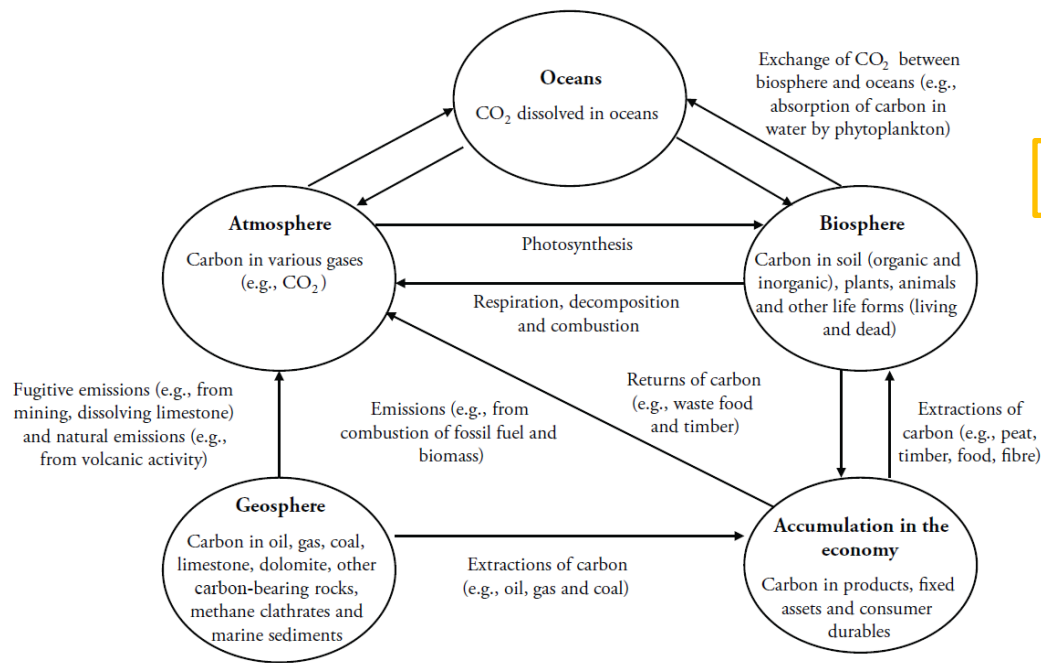 Oceans
CO2 dissolved in oceans
Exchange of CO2 between
biosphere and oceans (e.g.,
absorption of carbon in
water by phytoplankton)
Atmosphere
Carbon in various gases
(e.g., CO2)
Photosynthesis
Respiration, decomposition
and combustion
Biosphere
Carbon in soil (organic and
inorganic), plants, animals
and other life forms (living
and dead)
Fugitive emissions (e.g., from
mining, dissolving limestone)
and natural emissions (e.g.,
from volcanic activity)
Emissions (e.g., from
combustion of fossil fuel and
biomass)
Returns of carbon
(e.g., waste food
and timber)
Extractions of
carbon (e.g., peat,
timber, food, fibre)
Geosphere
Carbon in oil, gas, coal,
limestone, dolomite, other
carbon-bearing rocks,
methane clathrates and
marine sediments
Extractions of carbon
(e.g., oil, gas and coal)
Accumulation in the
economy
Carbon in products, fixed
assets and consumer
durables